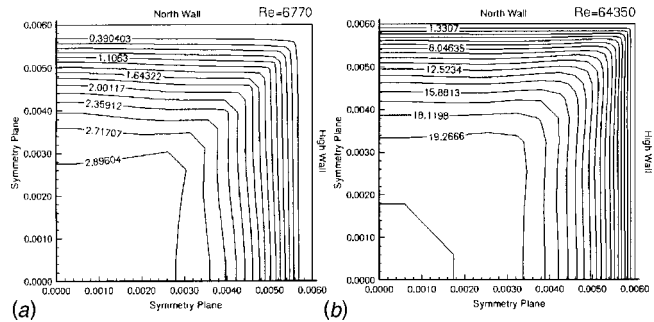 North Wall Re=6770
0.0060
0.0050
0.0040
0.0030
0.0020
0.0010
0.0000
Symmetry Plane
0.390403
1.1063
1.64322
2.00117
2.35912
2.71707
2.89604
High Wall
0.0000 0.0010 0.0020 0.0030 0.0040 0.0050 0.0060
Symmetry Plane
(a)
North Wall Re=64350
0.0060
0.0050
0.0040
0.0030
0.0020
0.0010
0.0000
Symmetry Plane
1.3307
8.04635
12.5234
15.8813
18.1198
19.2666
High Wall
0.0000 0.0010 0.0020 0.0030 0.0040 0.0050 0.0060
Symmetry Plane
(b)